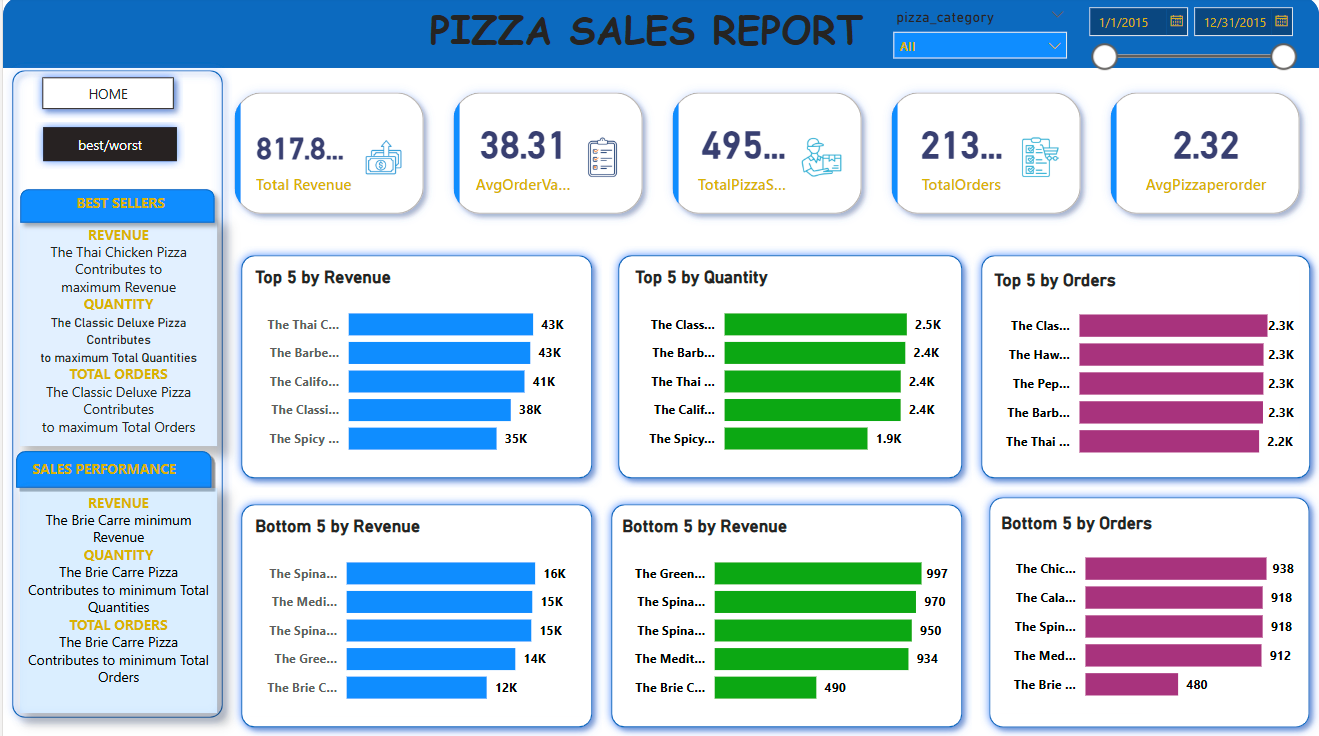 PIZZA SALES REPORT
pizza_category
All
1/1/2015
12/31/2015
HOME
best/worst
BEST SELLERS
REVENUE
The Thai Chicken Pizza
Contributes to
maximum Revenue
QUANTITY
The Classic Deluxe Pizza
Contributes
to maximum Total Quantities
TOTAL ORDERS
The Classic Deluxe Pizza
Contributes
to maximum Total Orders
SALES PERFORMANCE
REVENUE
The Brie Carre minimum
Revenue
QUANTITY
The Brie Carre Pizza
Contributes to minimum Total
Quantities
TOTAL ORDERS
The Brie Carre Pizza
Contributes to minimum Total
Orders
817.8...
Total Revenue
38.31
AvgOrderVa...
495...
TotalPizzaS...
213...
TotalOrders
2.32
AvgPizzaperorder
Top 5 by Revenue
The Thai C... 43K
The Barbe... 43K
The Califo... 41K
The Classi... 38K
The Spicy ... 35K
Top 5 by Quantity
The Class... 2.5K
The Barb... 2.4K
The Thai ... 2.4K
The Calif... 2.4K
The Spicy... 1.9K
Top 5 by Orders
The Clas... 2.3K
The Haw... 2.3K
The Pep... 2.3K
The Barb... 2.3K
The Thai ... 2.2K
Bottom 5 by Revenue
The Spina... 16K
The Medi... 15K
The Spina... 15K
The Gree... 14K
The Brie C... 12K
Bottom 5 by Revenue
The Green... 997
The Spina... 970
The Spina... 950
The Medit... 934
The Brie C... 490
Bottom 5 by Orders
The Chic... 938
The Cala... 918
The Spin... 918
The Med... 912
The Brie ... 480